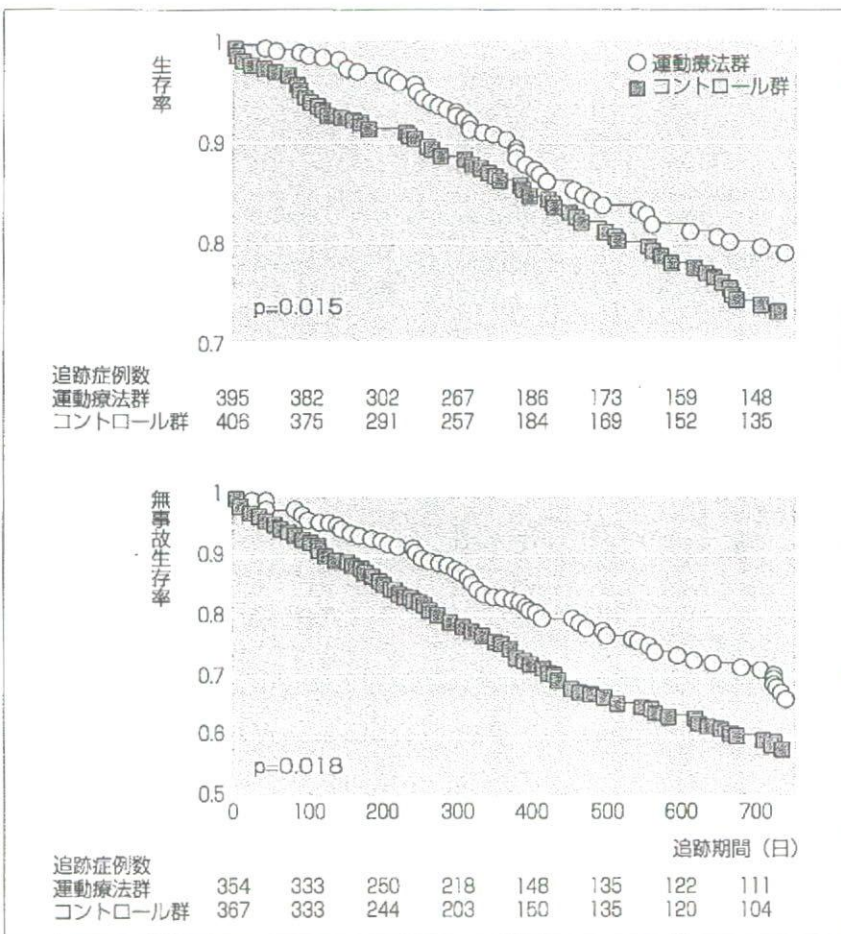 生存率
1
0.9
0.8
0.7
運動療法群
コントロール群
p=0.015
追跡症例数
運動療法群 395 382 302 267 186 173 159 148
コントロール群 406 375 291 257 184 169 152 135
無事故生存率
1
0.9
0.8
0.7
0.6
0.5
p=0.018
0 100 200 300 400 500 600 700
追跡期間（日）
追跡症例数
運動療法群 354 333 250 218 148 135 122 111
コントロール群 367 333 244 203 150 135 120 104